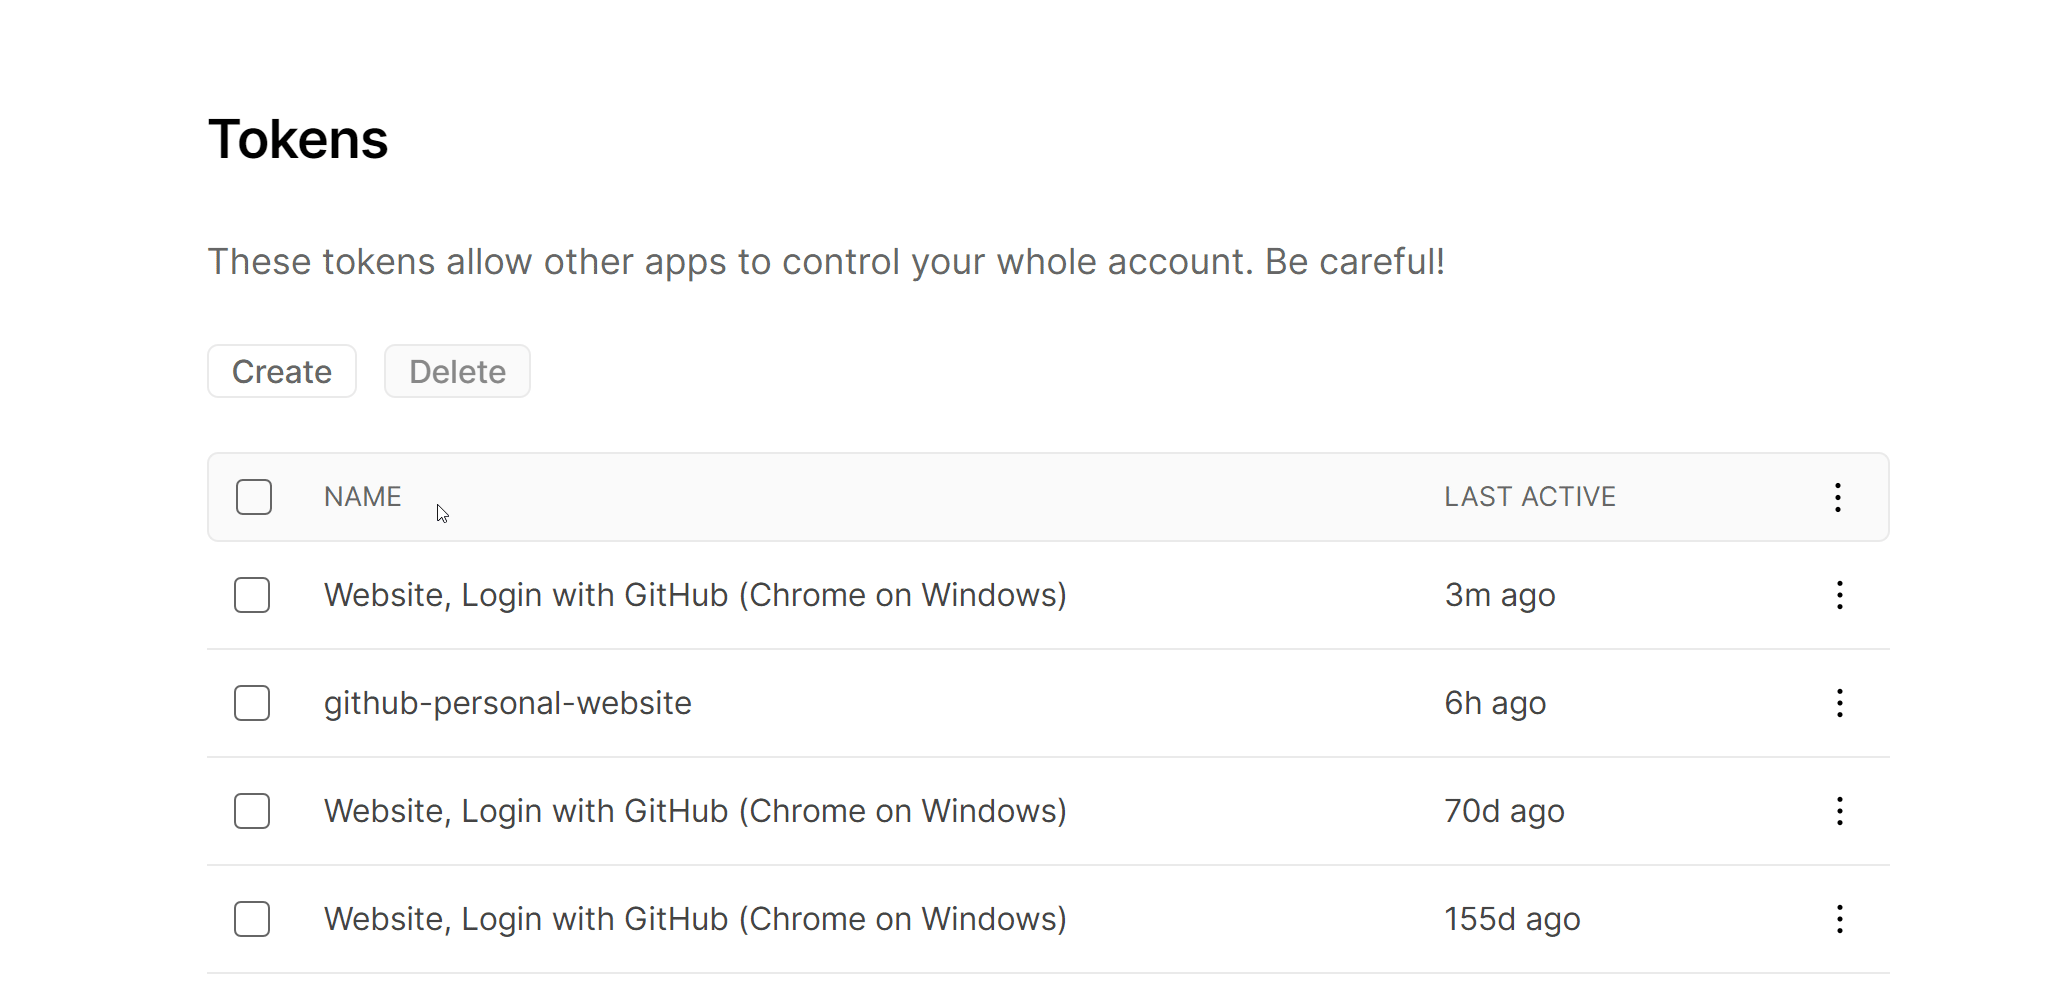 Tokens
These tokens allow other apps to control your whole account. Be careful!
Create Delete
NAME LAST ACTIVE
Website, Login with GitHub (Chrome on Windows) 3m ago
github-personal-website 6h ago
Website, Login with GitHub (Chrome on Windows) 70d ago
Website, Login with GitHub (Chrome on Windows) 155d ago